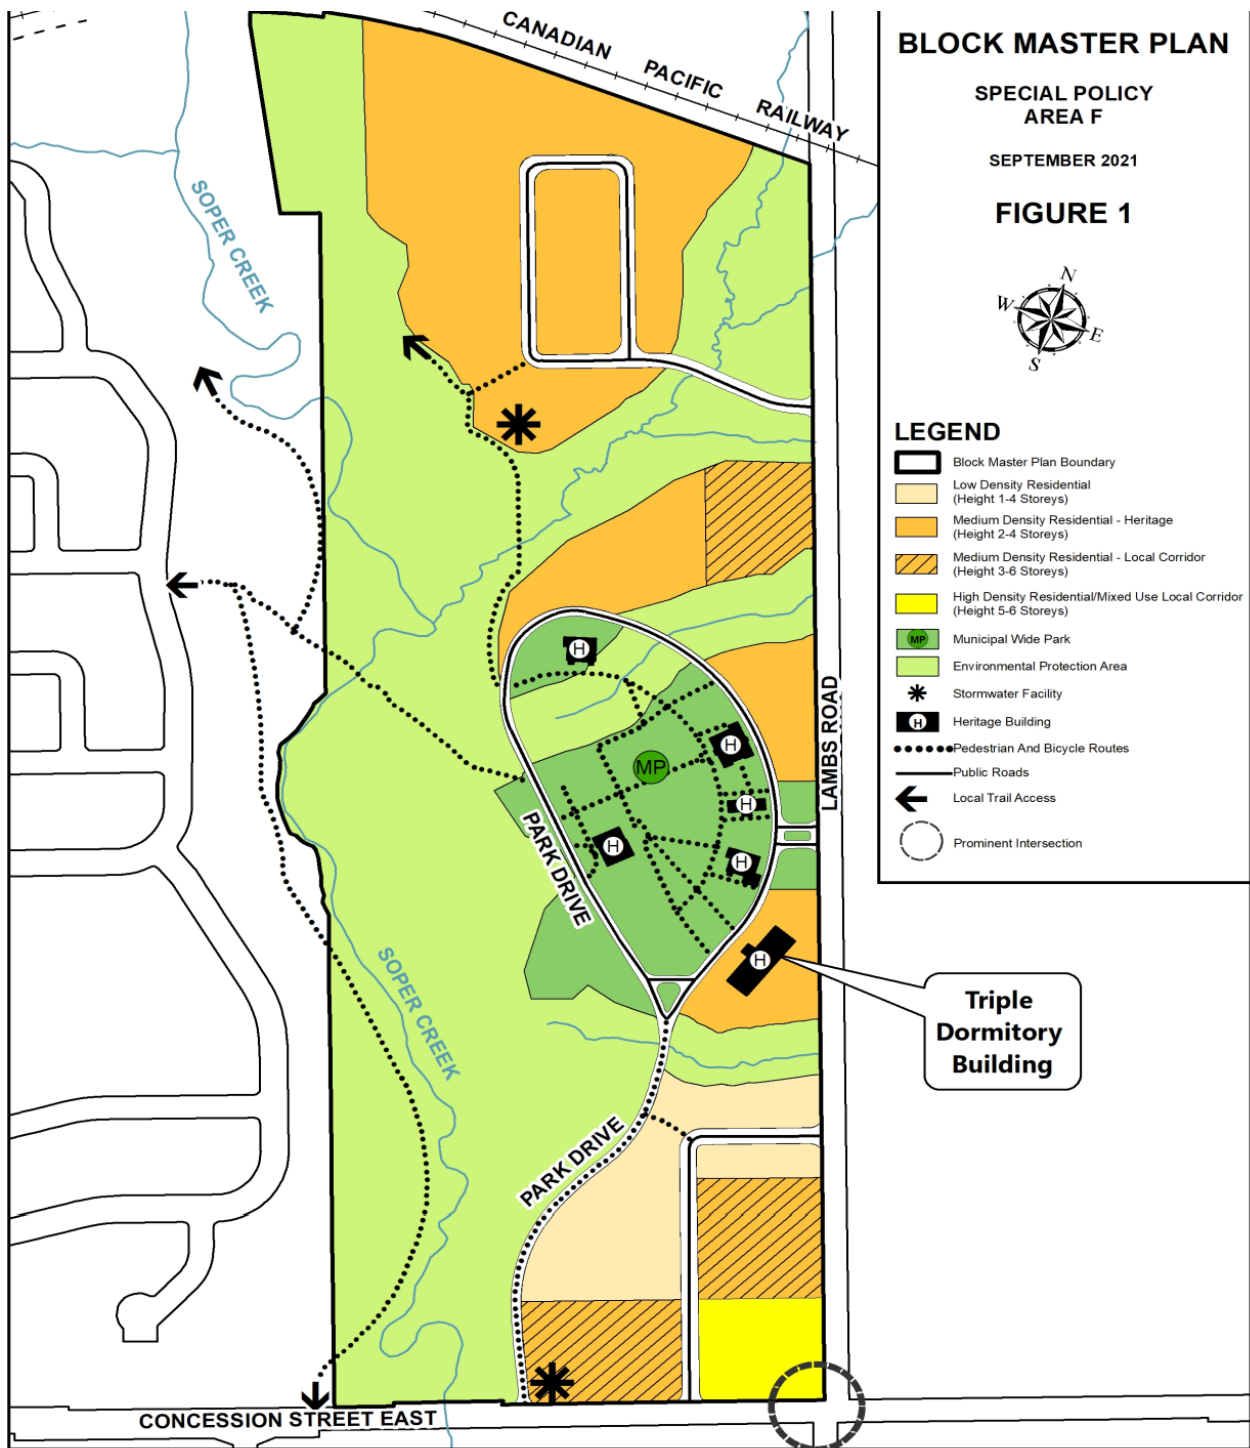 BLOCK MASTER PLAN
SPECIAL POLICY
AREA F
SEPTEMBER 2021
FIGURE 1
N
W
E
S
LEGEND
Block Master Plan Boundary
Low Density Residential
(Height 1-4 Storeys)
Medium Density Residential - Heritage
(Height 2-4 Storeys)
Medium Density Residential - Local Corridor
(Height 3-6 Storeys)
High Density Residential/Mixed Use Local Corridor
(Height 5-6 Storeys)
MP
Municipal Wide Park
Environmental Protection Area
Stormwater Facility
H
Heritage Building
Pedestrian And Bicycle Routes
Public Roads
Local Trail Access
Prominent Intersection
CANADIAN PACIFIC RAILWAY
SOPER CREEK
LAMBS ROAD
H
H
MP
H
H
H
PARK DRIVE
H
Triple
Dormitory
Building
SOPER CREEK
PARK DRIVE
CONCESSION STREET EAST